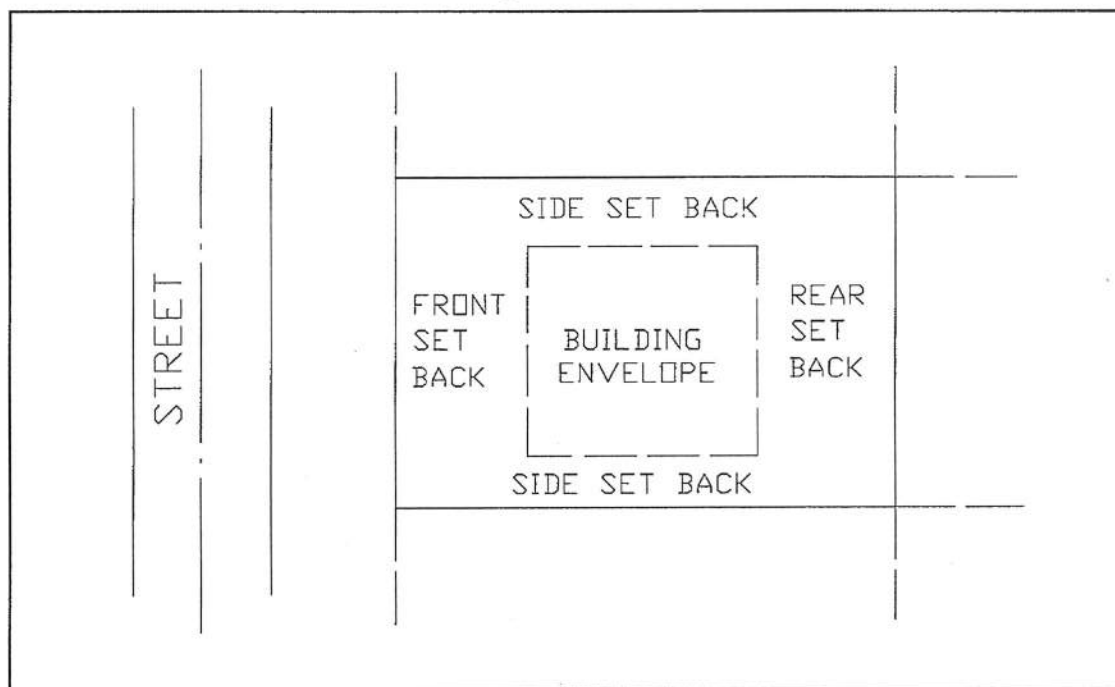 STREET
SIDE SET BACK
FRONT
SET
BACK
BUILDING
ENVELOPE
REAR
SET
BACK
SIDE SET BACK